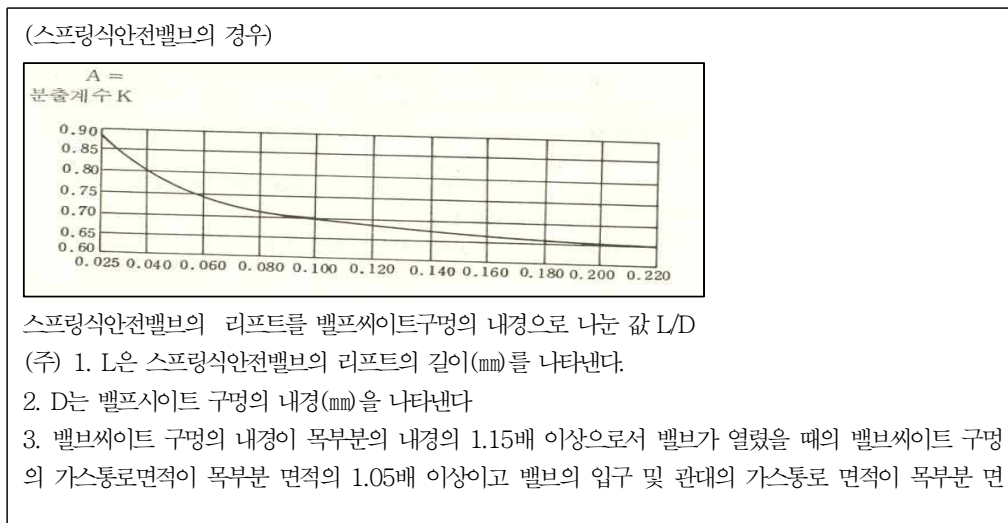 (스프링식안전밸브의 경우)
A =
분출계수 K
0.90
0.85
0.80
0.75
0.70
0.65
0.60
0.025 0.040 0.060 0.080 0.100 0.120 0.140 0.160 0.180 0.200 0.220
스프링식안전밸브의 리프트를 밸프씨이트구멍의 내경으로 나눈 값 L/D
(주) 1. L은 스프링식안전밸브의 리프트의 길이(㎜)를 나타낸다.
2. D는 밸프시이트 구멍의 내경(㎜)을 나타낸다
3. 밸브씨이트 구멍의 내경이 목부분의 내경의 1.15배 이상으로서 밸브가 열렸을 때의 밸브씨이트 구멍
의 가스통로면적이 목부분 면적의 1.05배 이상이고 밸브의 입구 및 관대의 가스통로 면적이 목부분 면